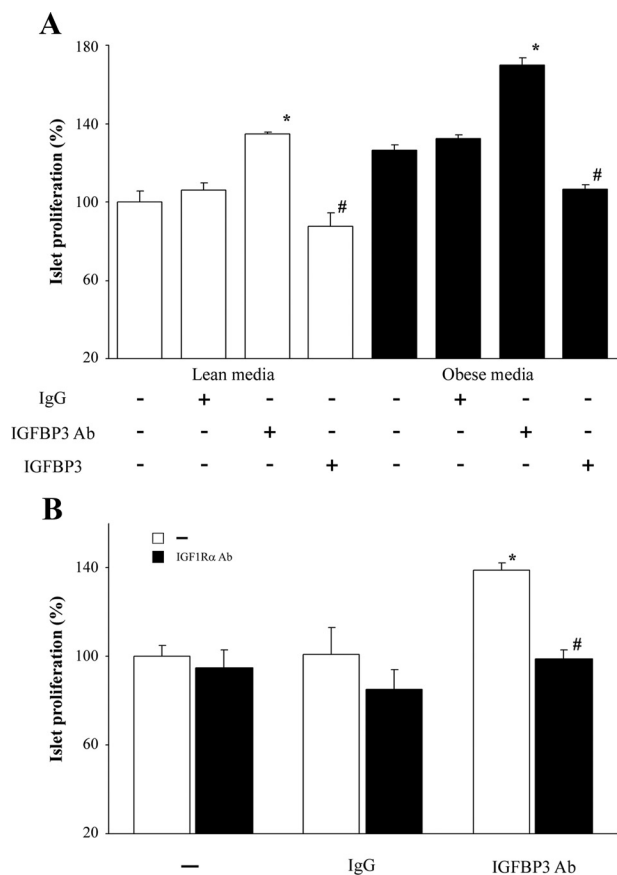 A
Islet proliferation (%)
180
140
100
60
20
*
#
*
#
Lean media Obese media
IgG - + - - - + - -
IGFBP3 Ab - - + - - - + -
IGFBP3 - - - + - - - +
B
Islet proliferation (%)
140
100
60
20
–
IGF1Rα Ab
*
#
– IgG IGFBP3 Ab